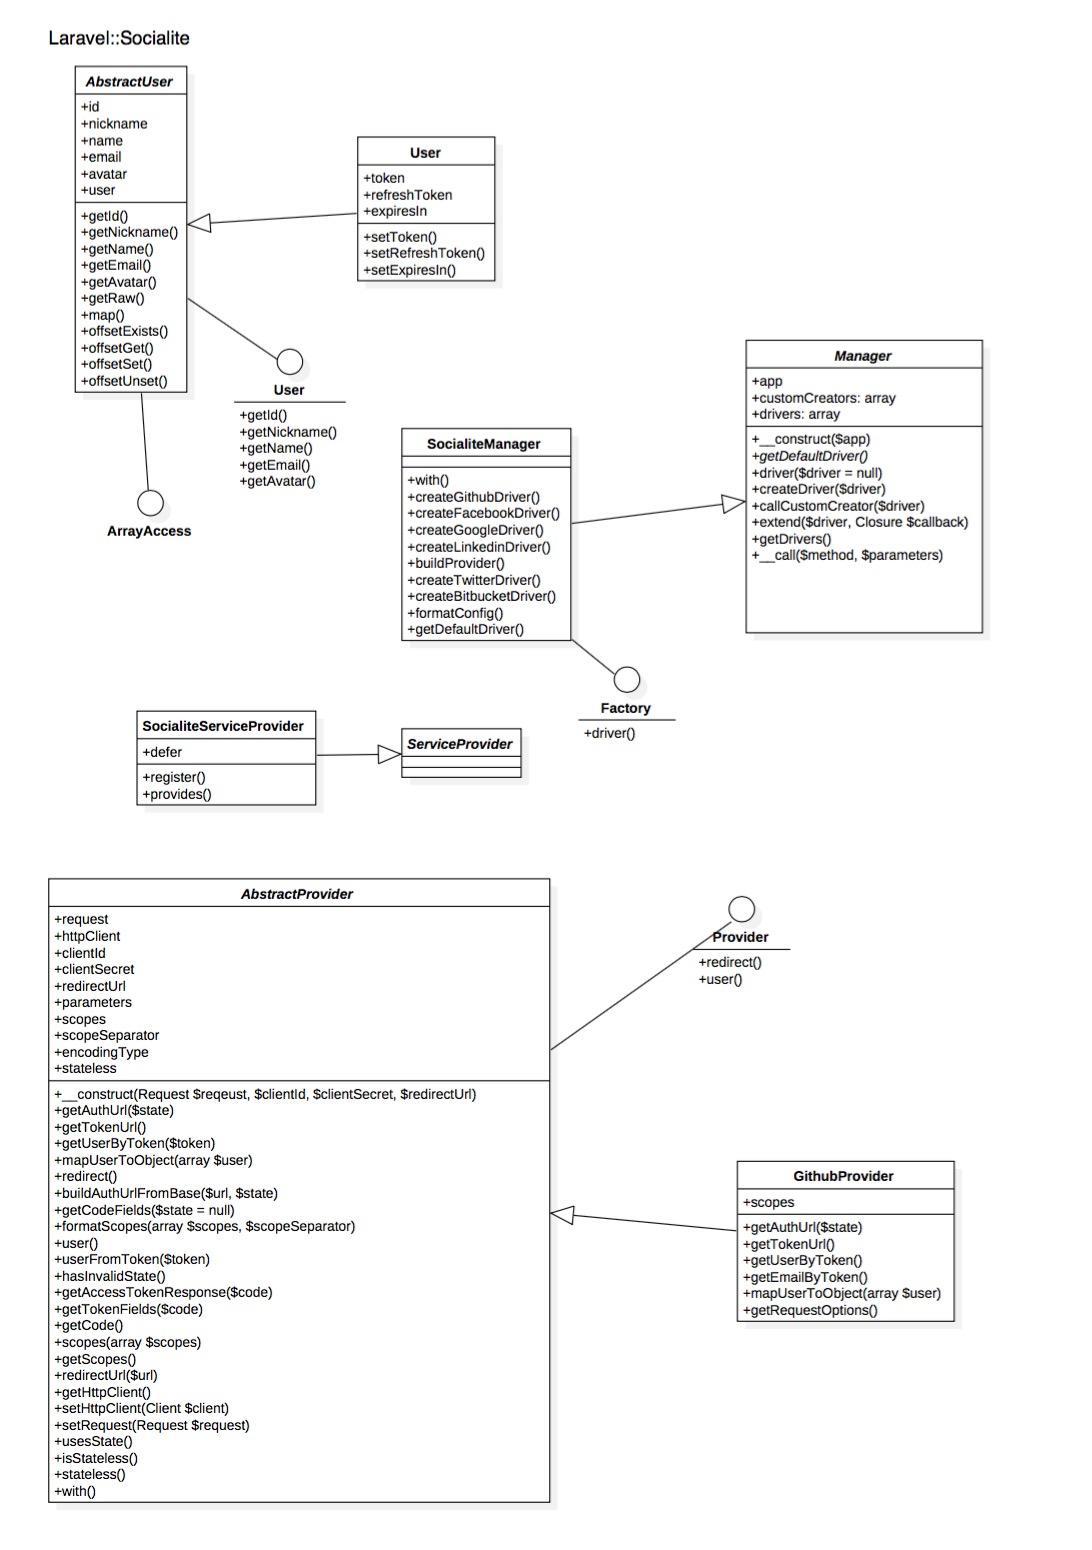 Laravel::Socialite
AbstractUser
+id
+nickname
+name
+email
+avatar
+user
+getId()
+getNickname()
+getName()
+getEmail()
+getAvatar()
+getRaw()
+map()
+offsetExists()
+offsetGet()
+offsetSet()
+offsetUnset()
User
+token
+refreshToken
+expiresIn
+setToken()
+setRefreshToken()
+setExpiresIn()
User
+getId()
+getNickname()
+getName()
+getEmail()
+getAvatar()
ArrayAccess
Manager
+app
+customCreators: array
+drivers: array
+__construct($app)
+getDefaultDriver()
+driver($driver = null)
+createDriver($driver)
+callCustomCreator($driver)
+extend($driver, Closure $callback)
+getDrivers()
+__call($method, $parameters)
SocialiteManager
+with()
+createGithubDriver()
+createFacebookDriver()
+createGoogleDriver()
+createLinkedinDriver()
+buildProvider()
+createTwitterDriver()
+createBitbucketDriver()
+formatConfig()
+getDefaultDriver()
Factory
+driver()
SocialiteServiceProvider
+defer
+register()
+provides()
ServiceProvider
AbstractProvider
+request
+httpClient
+clientId
+clientSecret
+redirectUrl
+parameters
+scopes
+scopeSeparator
+encodingType
+stateless
+__construct(Request $reqeust, $clientId, $clientSecret, $redirectUrl)
+getAuthUrl($state)
+getTokenUrl()
+getUserByToken($token)
+mapUserToObject(array $user)
+redirect()
+buildAuthUrlFromBase($url, $state)
+getCodeFields($state = null)
+formatScopes(array $scopes, $scopeSeparator)
+user()
+userFromToken($token)
+hasInvalidState()
+getAccessTokenResponse($code)
+getTokenFields($code)
+getCode()
+scopes(array $scopes)
+getScopes()
+redirectUrl($url)
+getHttpClient()
+setHttpClient(Client $client)
+setRequest(Request $request)
+usesState()
+isStateless()
+stateless()
+with()
Provider
+redirect()
+user()
GithubProvider
+scopes
+getAuthUrl($state)
+getTokenUrl()
+getUserByToken()
+getEmailByToken()
+mapUserToObject(array $user)
+getRequestOptions()